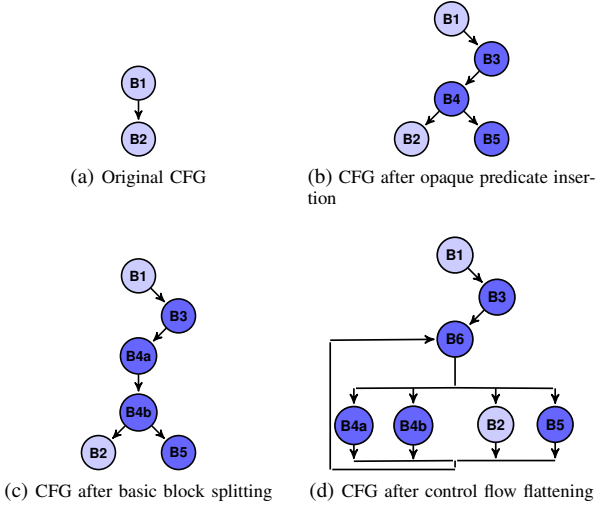 B1
B2
(a) Original CFG
B1
B3
B4
B2
B5
(b) CFG after opaque predicate inser-
tion
B1
B3
B4a
B4b
B2
B5
(c) CFG after basic block splitting
B1
B3
B6
B4a
B4b
B2
B5
(d) CFG after control flow flattening